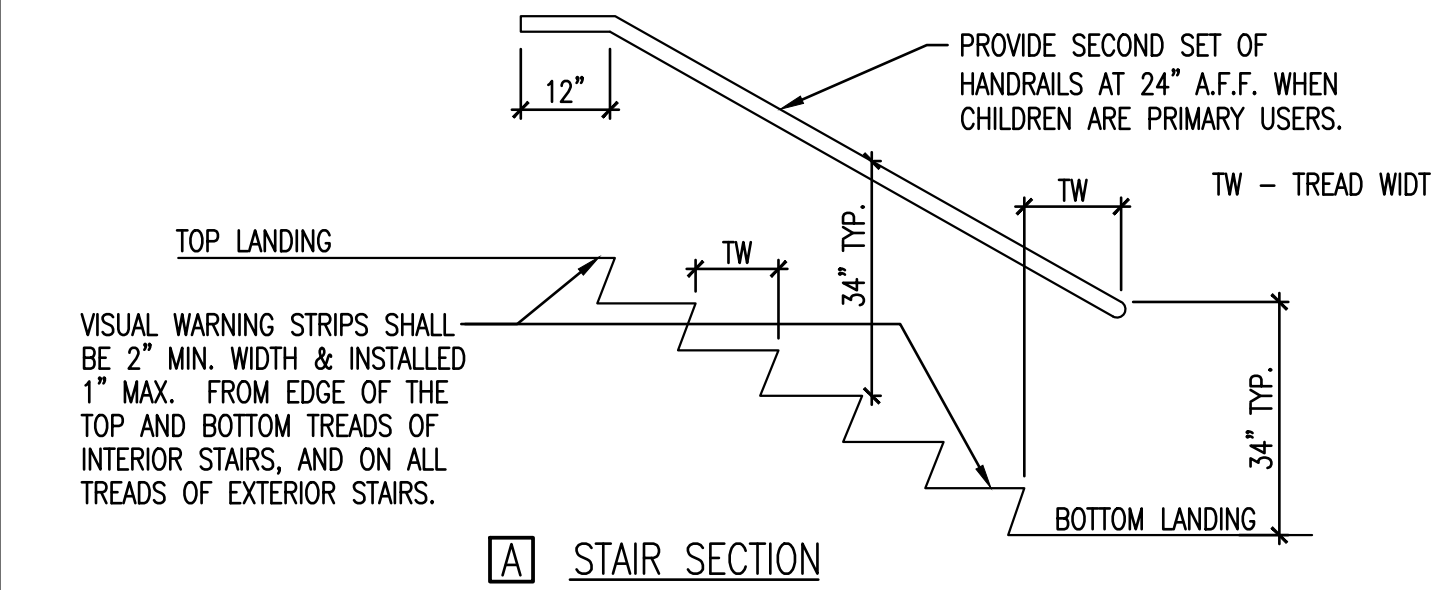 PROVIDE SECOND SET OF
HANDRAILS AT 24" A.F.F. WHEN
CHILDREN ARE PRIMARY USERS.
12"
TW
TW – TREAD WIDT
34" TYP.
TOP LANDING
TW
VISUAL WARNING STRIPS SHALL
BE 2" MIN. WIDTH & INSTALLED
1" MAX. FROM EDGE OF THE
TOP AND BOTTOM TREADS OF
INTERIOR STAIRS, AND ON ALL
TREADS OF EXTERIOR STAIRS.
34" TYP.
BOTTOM LANDING
A STAIR SECTION